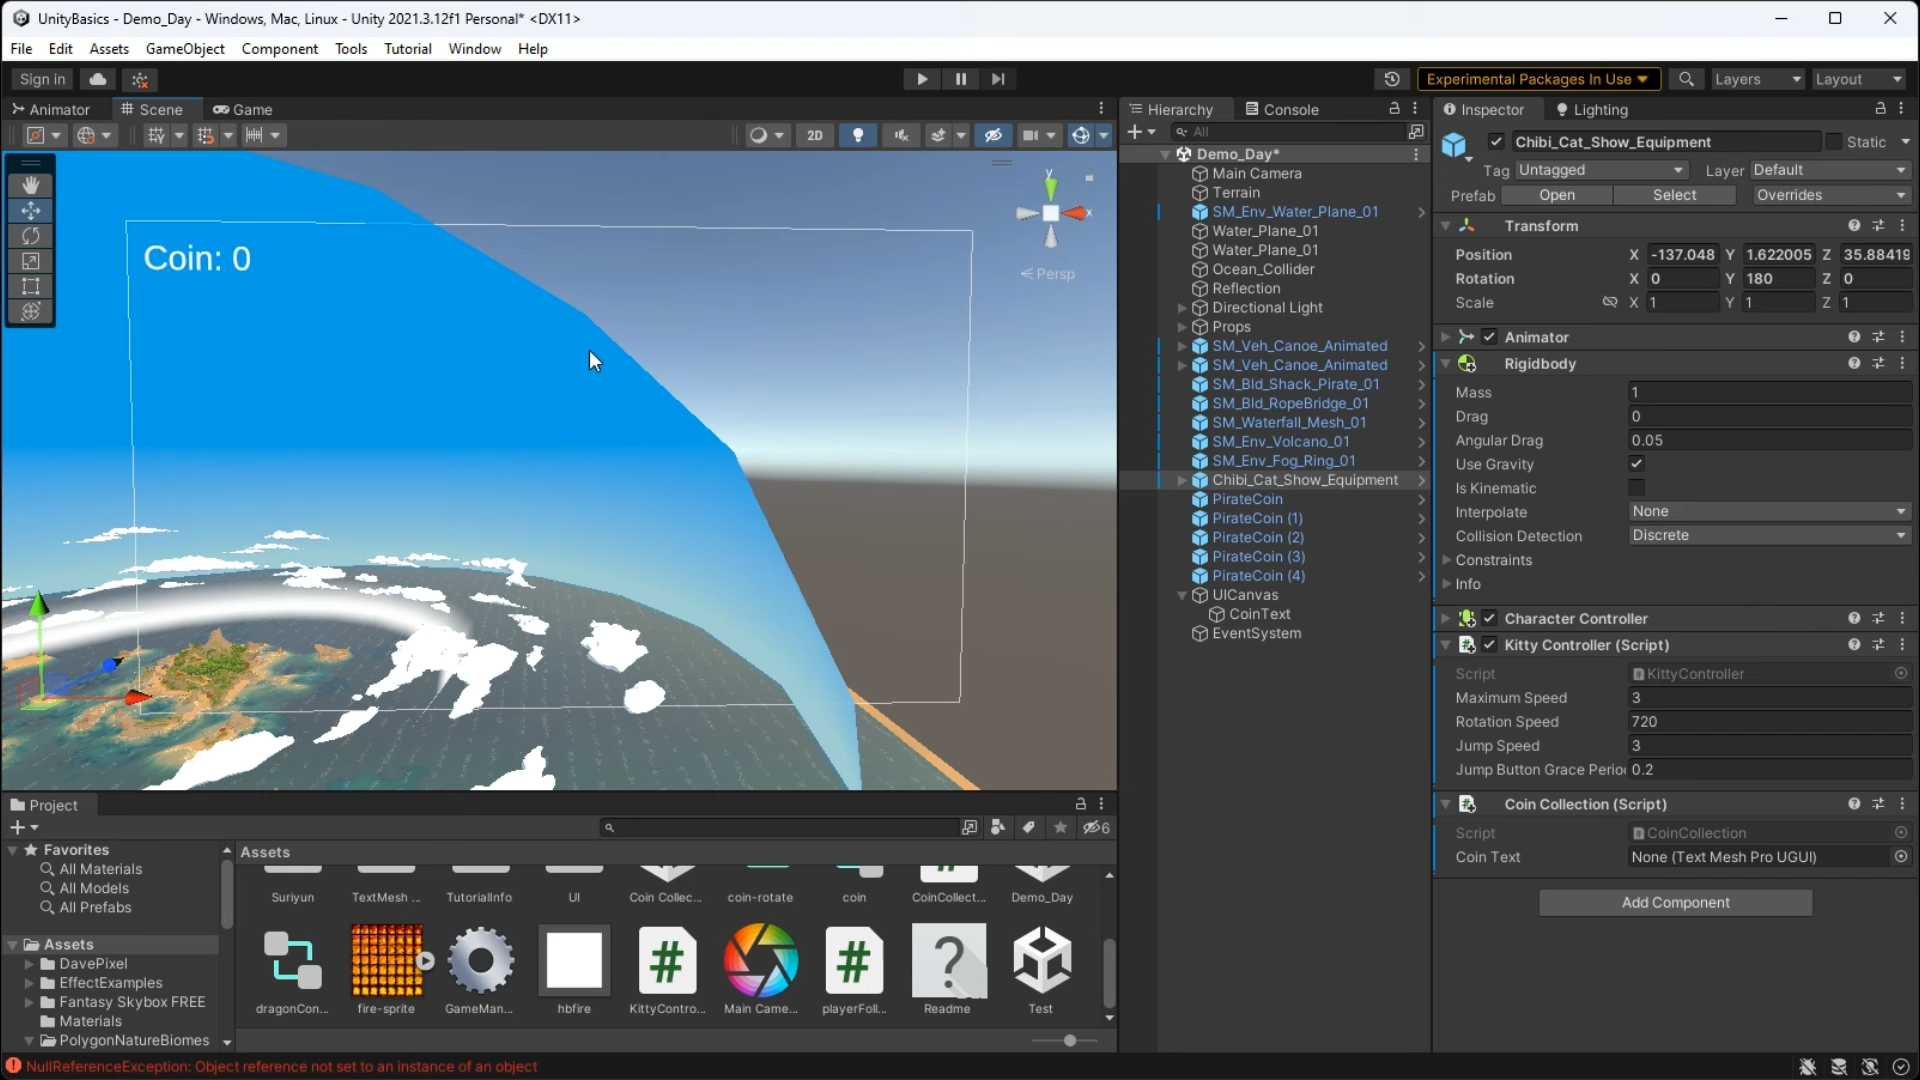 UnityBasics - Demo_Day - Windows, Mac, Linux - Unity 2021.3.12f1 Personal* <DX11>
File Edit Assets GameObject Component Tools Tutorial Window Help
Sign in
Experimental Packages In Use
Layers
Layout
Animator
Scene
Game
2D
Coin: 0
y
x
Persp
Hierarchy
Console
All
Demo_Day*
Main Camera
Terrain
SM_Env_Water_Plane_01
Water_Plane_01
Water_Plane_01
Ocean_Collider
Reflection
Directional Light
Props
SM_Veh_Canoe_Animated
SM_Veh_Canoe_Animated
SM_Bld_Shack_Pirate_01
SM_Bld_RopeBridge_01
SM_Waterfall_Mesh_01
SM_Env_Volcano_01
SM_Env_Fog_Ring_01
Chibi_Cat_Show_Equipment
PirateCoin
PirateCoin (1)
PirateCoin (2)
PirateCoin (3)
PirateCoin (4)
UICanvas
CoinText
EventSystem
Inspector
Lighting
Chibi_Cat_Show_Equipment
Static
Tag Untagged Layer Default
Prefab Open Select Overrides
Transform
Position X -137.048 Y 1.622005 Z 35.88419
Rotation X 0 Y 180 Z 0
Scale X 1 Y 1 Z 1
Animator
Rigidbody
Mass 1
Drag 0
Angular Drag 0.05
Use Gravity
Is Kinematic
Interpolate None
Collision Detection Discrete
Constraints
Info
Character Controller
Kitty Controller (Script)
Script KittyController
Maximum Speed 3
Rotation Speed 720
Jump Speed 3
Jump Button Grace Perio 0.2
Coin Collection (Script)
Script CoinCollection
Coin Text None (Text Mesh Pro UGUI)
Add Component
Project
6
Favorites
All Materials
All Models
All Prefabs
Assets
DavePixel
EffectExamples
Fantasy Skybox FREE
Materials
PolygonNatureBiomes
Assets
Suriyun TextMesh ... TutorialInfo UI Coin Collec... coin-rotate coin CoinCollect... Demo_Day
dragonCon... fire-sprite GameMan... hbfire KittyContro... Main Came... playerFoll... Readme Test
NullReferenceException: Object reference not set to an instance of an object